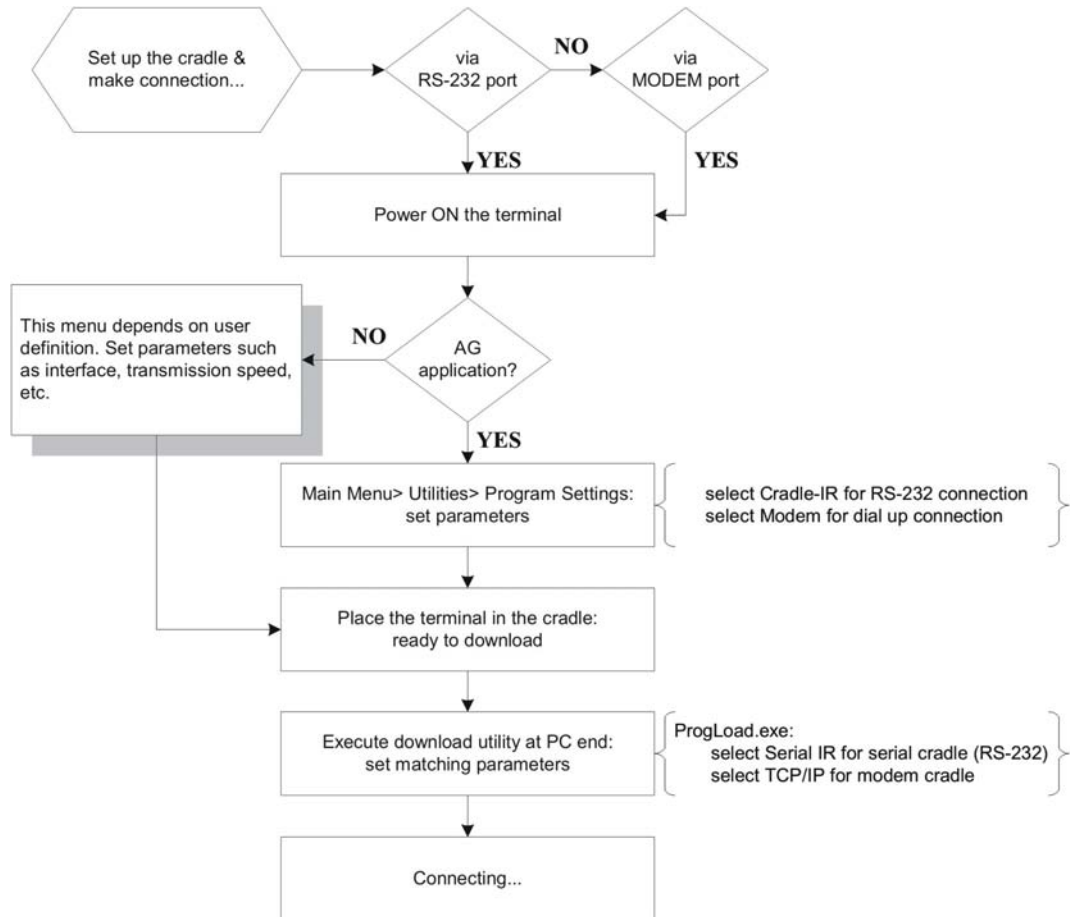 Set up the cradle &
make connection...
via
RS-232 port
NO
via
MODEM port
YES
YES
Power ON the terminal
This menu depends on user
definition. Set parameters such
as interface, transmission speed,
etc.
NO
AG
application?
YES
Main Menu> Utilities> Program Settings:
set parameters
select Cradle-IR for RS-232 connection
select Modem for dial up connection
Place the terminal in the cradle:
ready to download
Execute download utility at PC end:
set matching parameters
ProgLoad.exe:
select Serial IR for serial cradle (RS-232)
select TCP/IP for modem cradle
Connecting...